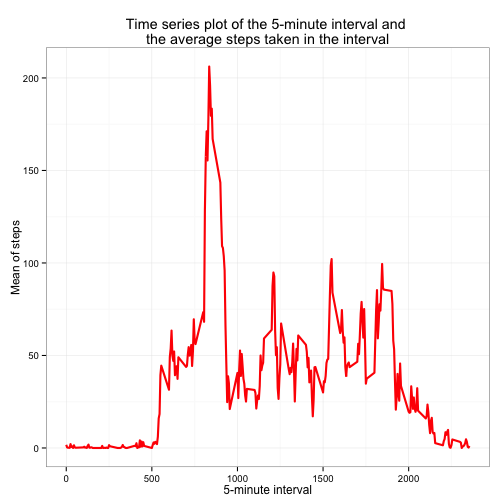 Time series plot of the 5-minute interval and
the average steps taken in the interval
Mean of steps
200
150
100
50
0
0
500
1000
1500
2000
5-minute interval